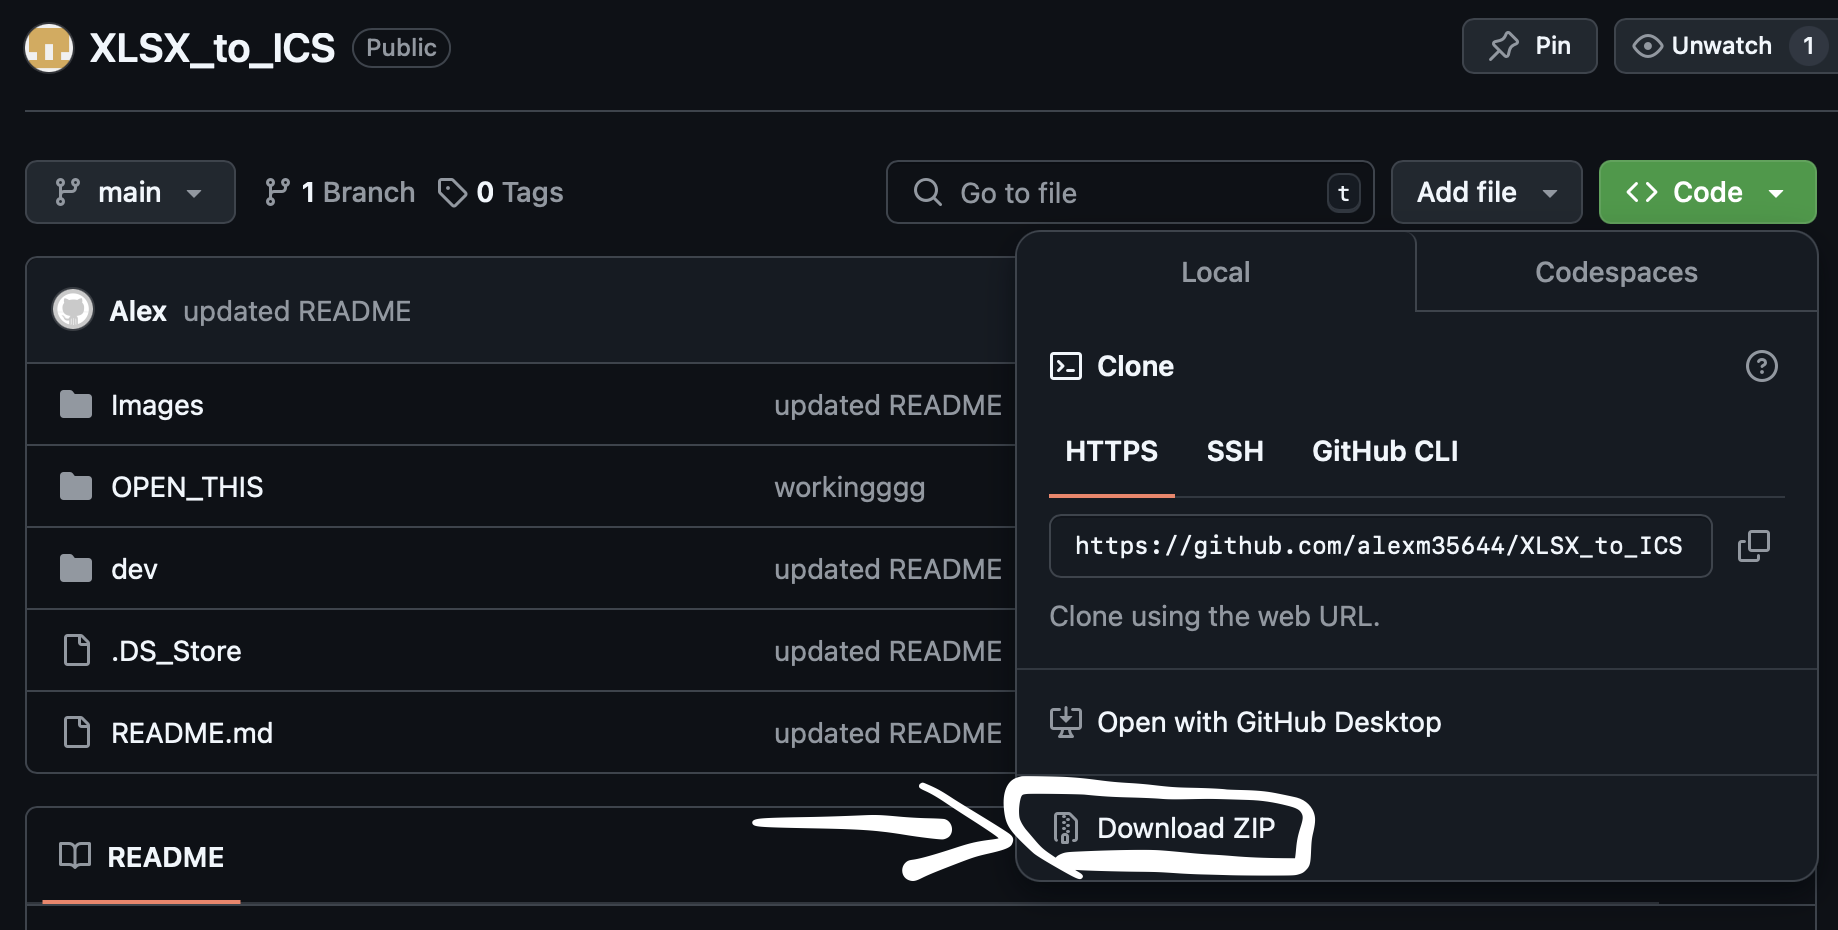 XLSX_to_ICS Public Pin Unwatch 1
main 1 Branch 0 Tags Go to file t Add file <> Code
Alex updated README
Images updated README
OPEN_THIS workingggg
dev updated README
.DS_Store updated README
README.md updated README
README
Local Codespaces
Clone
HTTPS SSH GitHub CLI
https://github.com/alexm35644/XLSX_to_ICS
Clone using the web URL.
Open with GitHub Desktop
Download ZIP